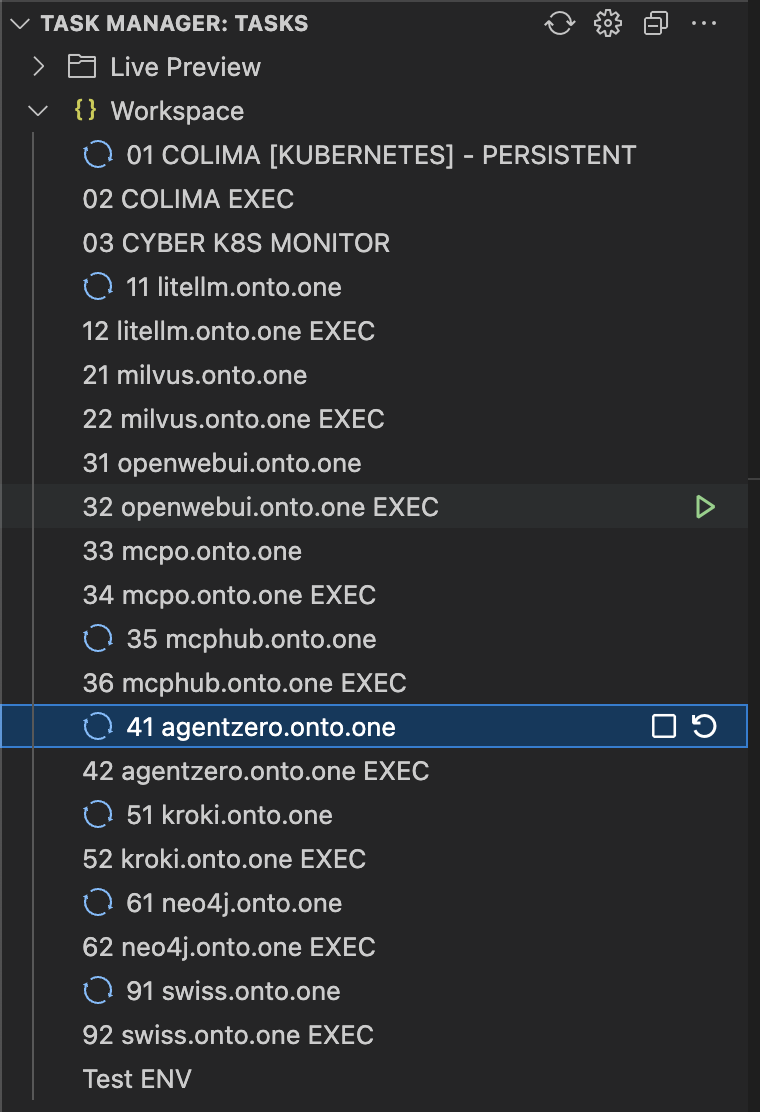 TASK MANAGER: TASKS
Live Preview
{} Workspace
01 COLIMA [KUBERNETES] - PERSISTENT
02 COLIMA EXEC
03 CYBER K8S MONITOR
11 litellm.onto.one
12 litellm.onto.one EXEC
21 milvus.onto.one
22 milvus.onto.one EXEC
31 openwebui.onto.one
32 openwebui.onto.one EXEC
33 mcpo.onto.one
34 mcpo.onto.one EXEC
35 mcphub.onto.one
36 mcphub.onto.one EXEC
41 agentzero.onto.one
42 agentzero.onto.one EXEC
51 kroki.onto.one
52 kroki.onto.one EXEC
61 neo4j.onto.one
62 neo4j.onto.one EXEC
91 swiss.onto.one
92 swiss.onto.one EXEC
Test ENV